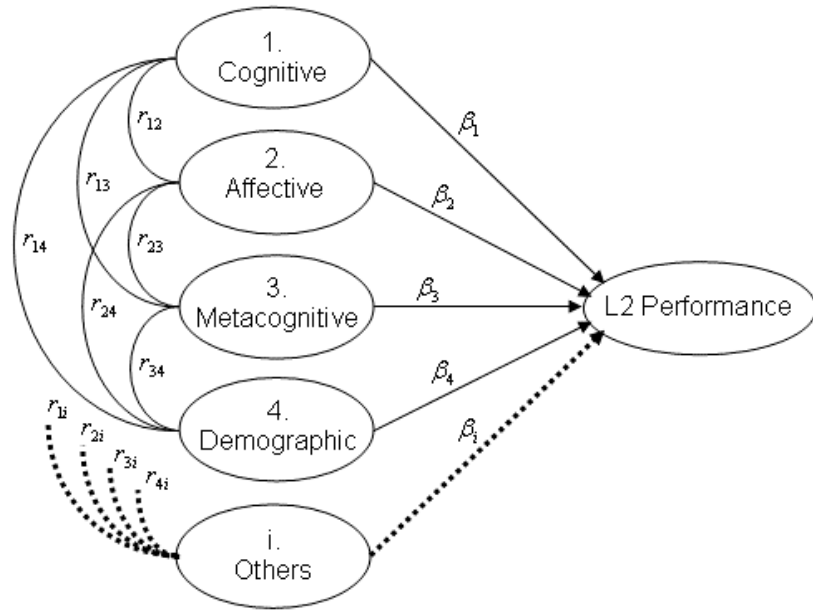 1.
Cognitive
r₁₂
β₁
2.
Affective
r₁₃
β₂
r₁₄
r₂₃
3.
Metacognitive
β₃
L2 Performance
r₂₄
r₃₄
β₄
4.
Demographic
r₁ᵢ
r₂ᵢ
r₃ᵢ
r₄ᵢ
βᵢ
i.
Others